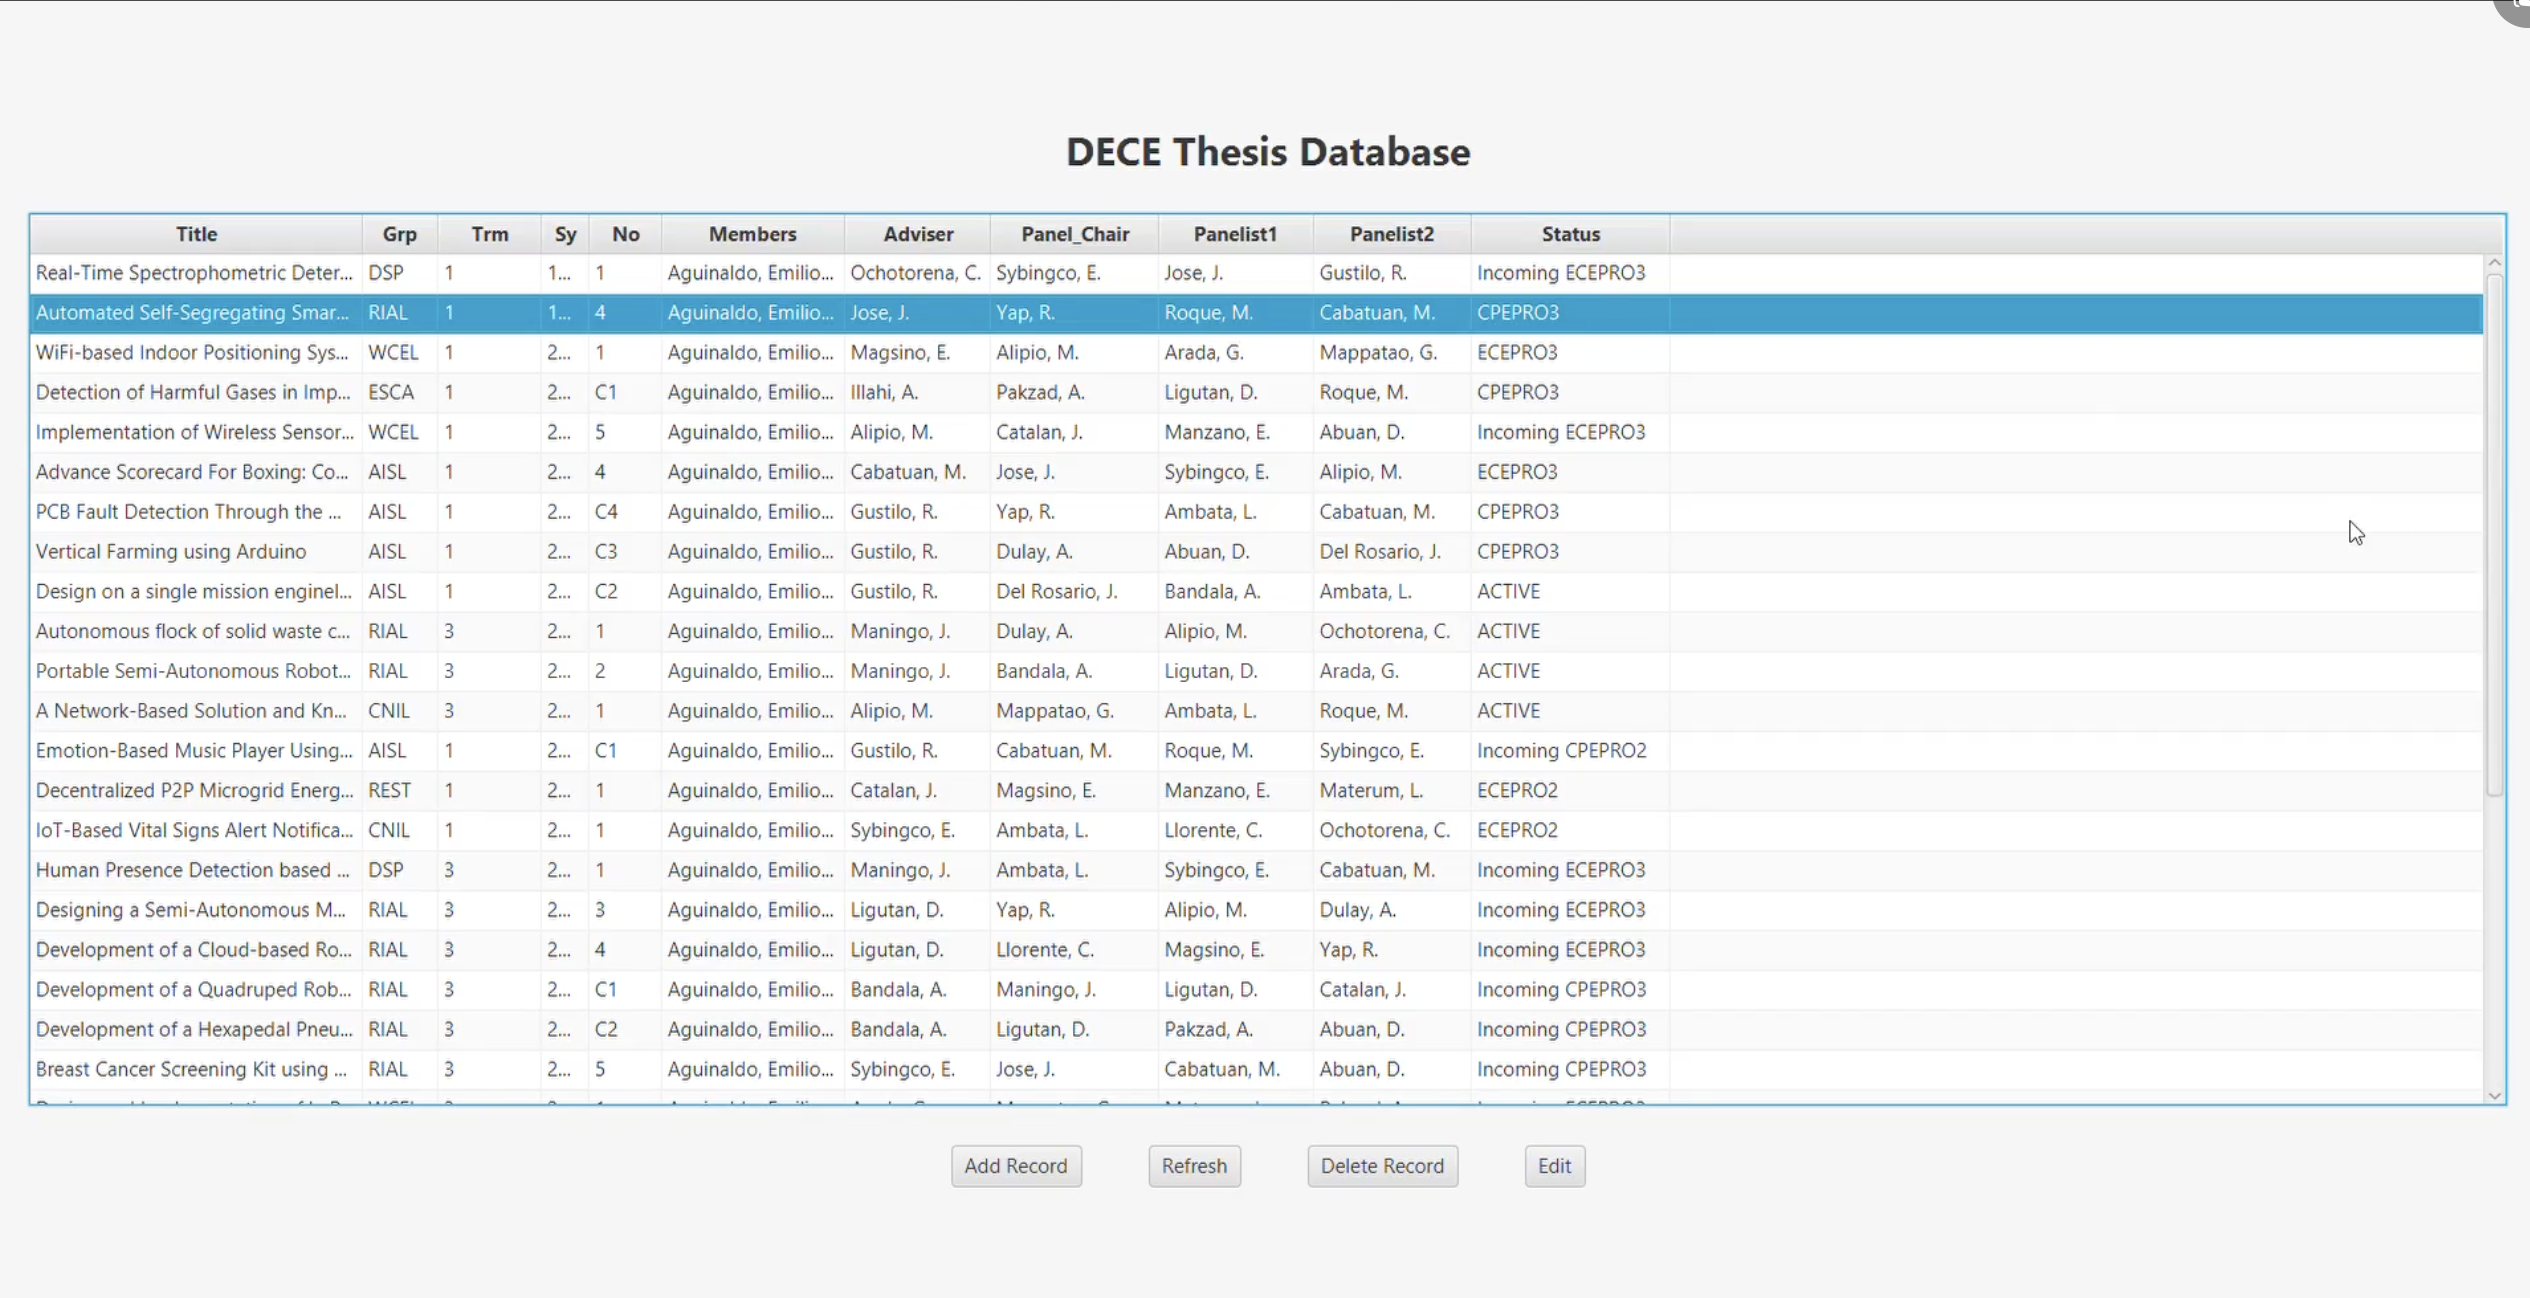 DECE Thesis Database
Title Grp Trm Sy No Members Adviser Panel_Chair Panelist1 Panelist2 Status
Real-Time Spectrophometric Deter... DSP 1 1... 1 Aguinaldo, Emilio... Ochotorena, C. Sybingco, E. Jose, J. Gustilo, R. Incoming ECEPRO3
Automated Self-Segregating Smar... RIAL 1 1... 4 Aguinaldo, Emilio... Jose, J. Yap, R. Roque, M. Cabatuan, M. CPEPRO3
WiFi-based Indoor Positioning Sys... WCEL 1 2... 1 Aguinaldo, Emilio... Magsino, E. Alipio, M. Arada, G. Mappatao, G. ECEPRO3
Detection of Harmful Gases in Imp... ESCA 1 2... C1 Aguinaldo, Emilio... Illahi, A. Pakzad, A. Ligutan, D. Roque, M. CPEPRO3
Implementation of Wireless Sensor... WCEL 1 2... 5 Aguinaldo, Emilio... Alipio, M. Catalan, J. Manzano, E. Abuan, D. Incoming ECEPRO3
Advance Scorecard For Boxing: Co... AISL 1 2... 4 Aguinaldo, Emilio... Cabatuan, M. Jose, J. Sybingco, E. Alipio, M. ECEPRO3
PCB Fault Detection Through the ... AISL 1 2... C4 Aguinaldo, Emilio... Gustilo, R. Yap, R. Ambata, L. Cabatuan, M. CPEPRO3
Vertical Farming using Arduino AISL 1 2... C3 Aguinaldo, Emilio... Gustilo, R. Dulay, A. Abuan, D. Del Rosario, J. CPEPRO3
Design on a single mission enginel... AISL 1 2... C2 Aguinaldo, Emilio... Gustilo, R. Del Rosario, J. Bandala, A. Ambata, L. ACTIVE
Autonomous flock of solid waste c... RIAL 3 2... 1 Aguinaldo, Emilio... Maningo, J. Dulay, A. Alipio, M. Ochotorena, C. ACTIVE
Portable Semi-Autonomous Robot... RIAL 3 2... 2 Aguinaldo, Emilio... Maningo, J. Bandala, A. Ligutan, D. Arada, G. ACTIVE
A Network-Based Solution and Kn... CNIL 3 2... 1 Aguinaldo, Emilio... Alipio, M. Mappatao, G. Ambata, L. Roque, M. ACTIVE
Emotion-Based Music Player Using... AISL 1 2... C1 Aguinaldo, Emilio... Gustilo, R. Cabatuan, M. Roque, M. Sybingco, E. Incoming CPEPRO2
Decentralized P2P Microgrid Energ... REST 1 2... 1 Aguinaldo, Emilio... Catalan, J. Magsino, E. Manzano, E. Materum, L. ECEPRO2
IoT-Based Vital Signs Alert Notifica... CNIL 1 2... 1 Aguinaldo, Emilio... Sybingco, E. Ambata, L. Llorente, C. Ochotorena, C. ECEPRO2
Human Presence Detection based ... DSP 3 2... 1 Aguinaldo, Emilio... Maningo, J. Ambata, L. Sybingco, E. Cabatuan, M. Incoming ECEPRO3
Designing a Semi-Autonomous M... RIAL 3 2... 3 Aguinaldo, Emilio... Ligutan, D. Yap, R. Alipio, M. Dulay, A. Incoming ECEPRO3
Development of a Cloud-based Ro... RIAL 3 2... 4 Aguinaldo, Emilio... Ligutan, D. Llorente, C. Magsino, E. Yap, R. Incoming ECEPRO3
Development of a Quadruped Rob... RIAL 3 2... C1 Aguinaldo, Emilio... Bandala, A. Maningo, J. Ligutan, D. Catalan, J. Incoming CPEPRO3
Development of a Hexapedal Pneu... RIAL 3 2... C2 Aguinaldo, Emilio... Bandala, A. Ligutan, D. Pakzad, A. Abuan, D. Incoming CPEPRO3
Breast Cancer Screening Kit using ... RIAL 3 2... 5 Aguinaldo, Emilio... Sybingco, E. Jose, J. Cabatuan, M. Abuan, D. Incoming CPEPRO3
Add Record Refresh Delete Record Edit